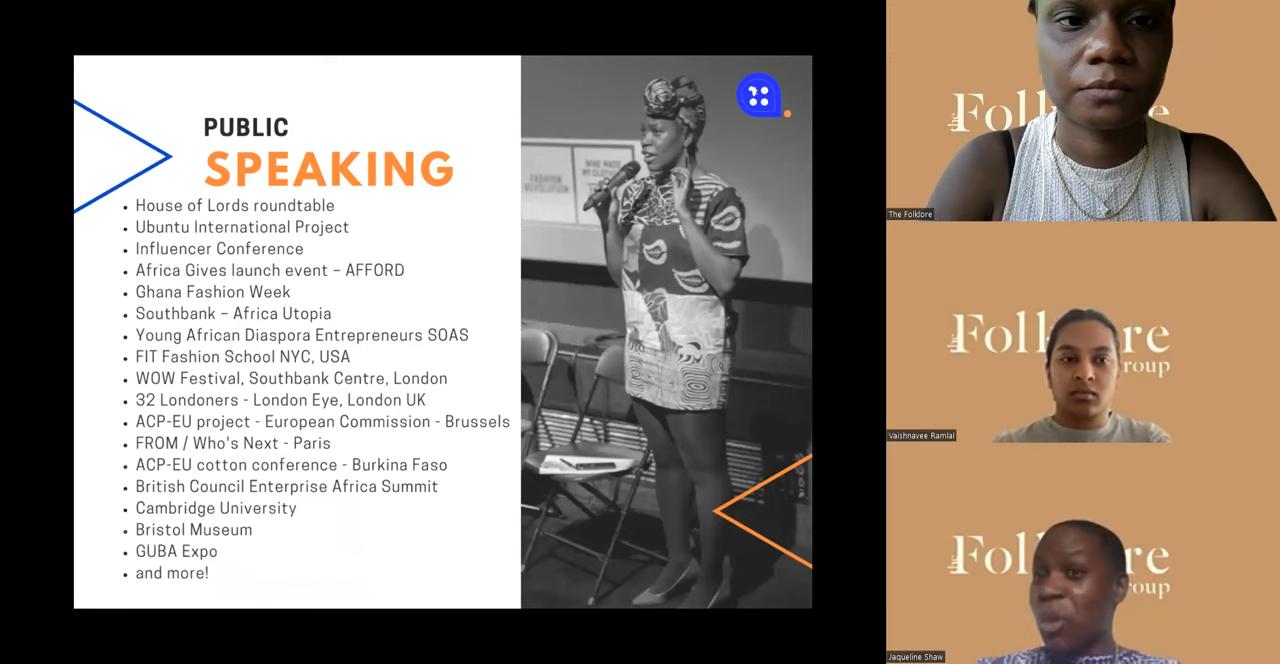 PUBLIC
SPEAKING
House of Lords roundtable
Ubuntu International Project
Influencer Conference
Africa Gives launch event – AFFORD
Ghana Fashion Week
Southbank – Africa Utopia
Young African Diaspora Entrepreneurs SOAS
FIT Fashion School NYC, USA
WOW Festival, Southbank Centre, London
32 Londoners - London Eye, London UK
ACP-EU project - European Commission - Brussels
FROM / Who's Next - Paris
ACP-EU cotton conference - Burkina Faso
British Council Enterprise Africa Summit
Cambridge University
Bristol Museum
GUBA Expo
and more!
FASHION
REVOLUTION
WHO MADE
The Folklore
Vaishnavee Ramlal
Jaqueline Shaw